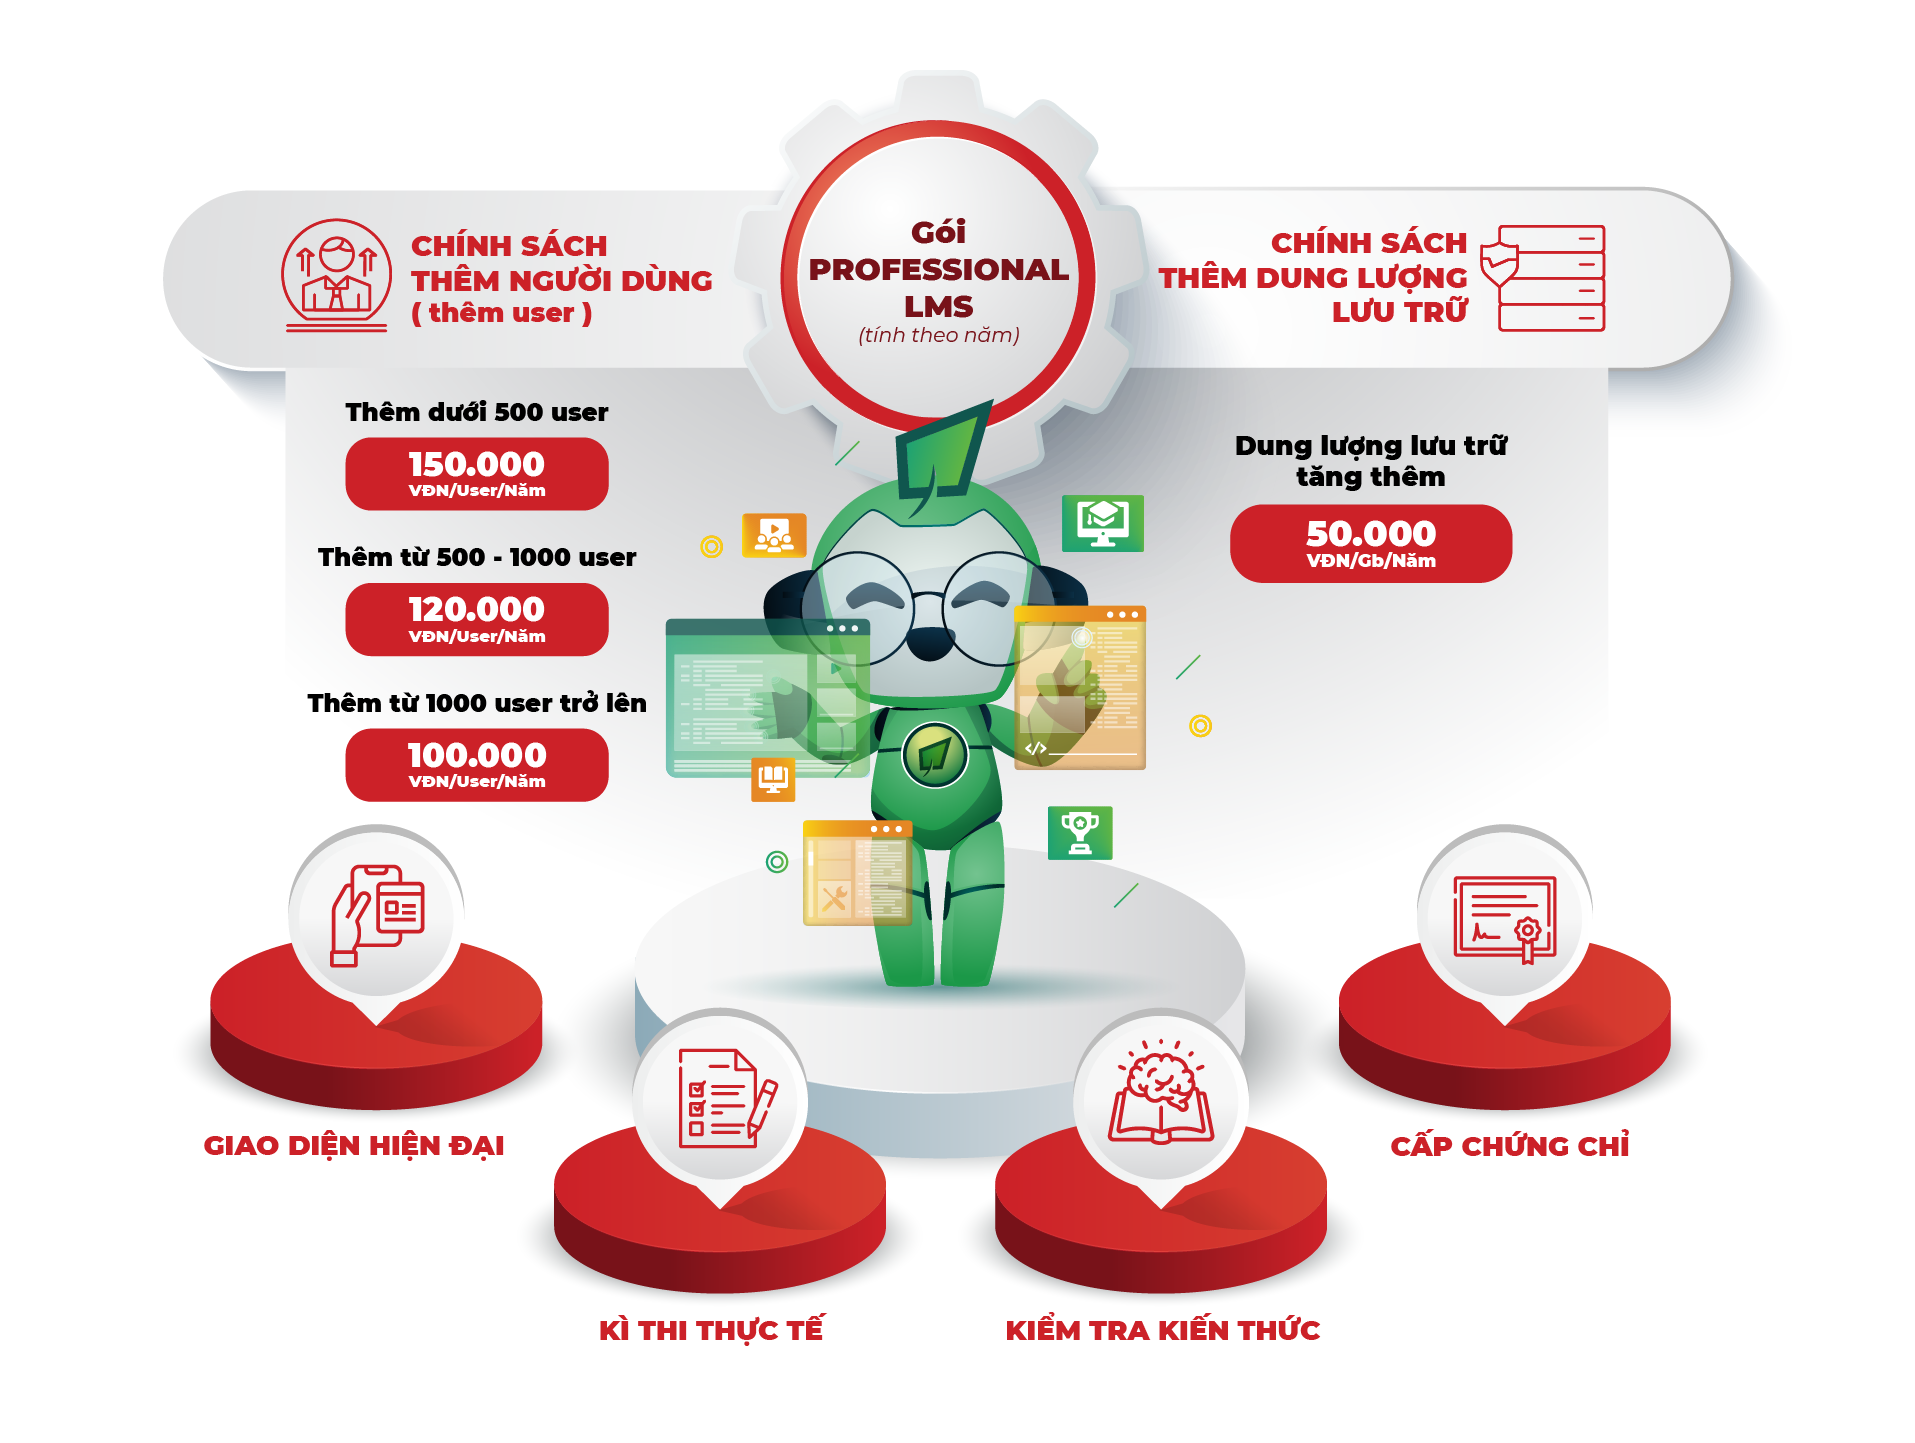 Gói
PROFESSIONAL
LMS
(tính theo năm)
CHÍNH SÁCH
THÊM NGƯỜI DÙNG
( thêm user )
Thêm dưới 500 user
150.000
VĐN/User/Năm
Thêm từ 500 - 1000 user
120.000
VĐN/User/Năm
Thêm từ 1000 user trở lên
100.000
VĐN/User/Năm
CHÍNH SÁCH
THÊM DUNG LƯỢNG
LƯU TRỮ
Dung lượng lưu trữ
tăng thêm
50.000
VĐN/Gb/Năm
</>
GIAO DIỆN HIỆN ĐẠI
KÌ THI THỰC TẾ
KIỂM TRA KIẾN THỨC
CẤP CHỨNG CHỈ